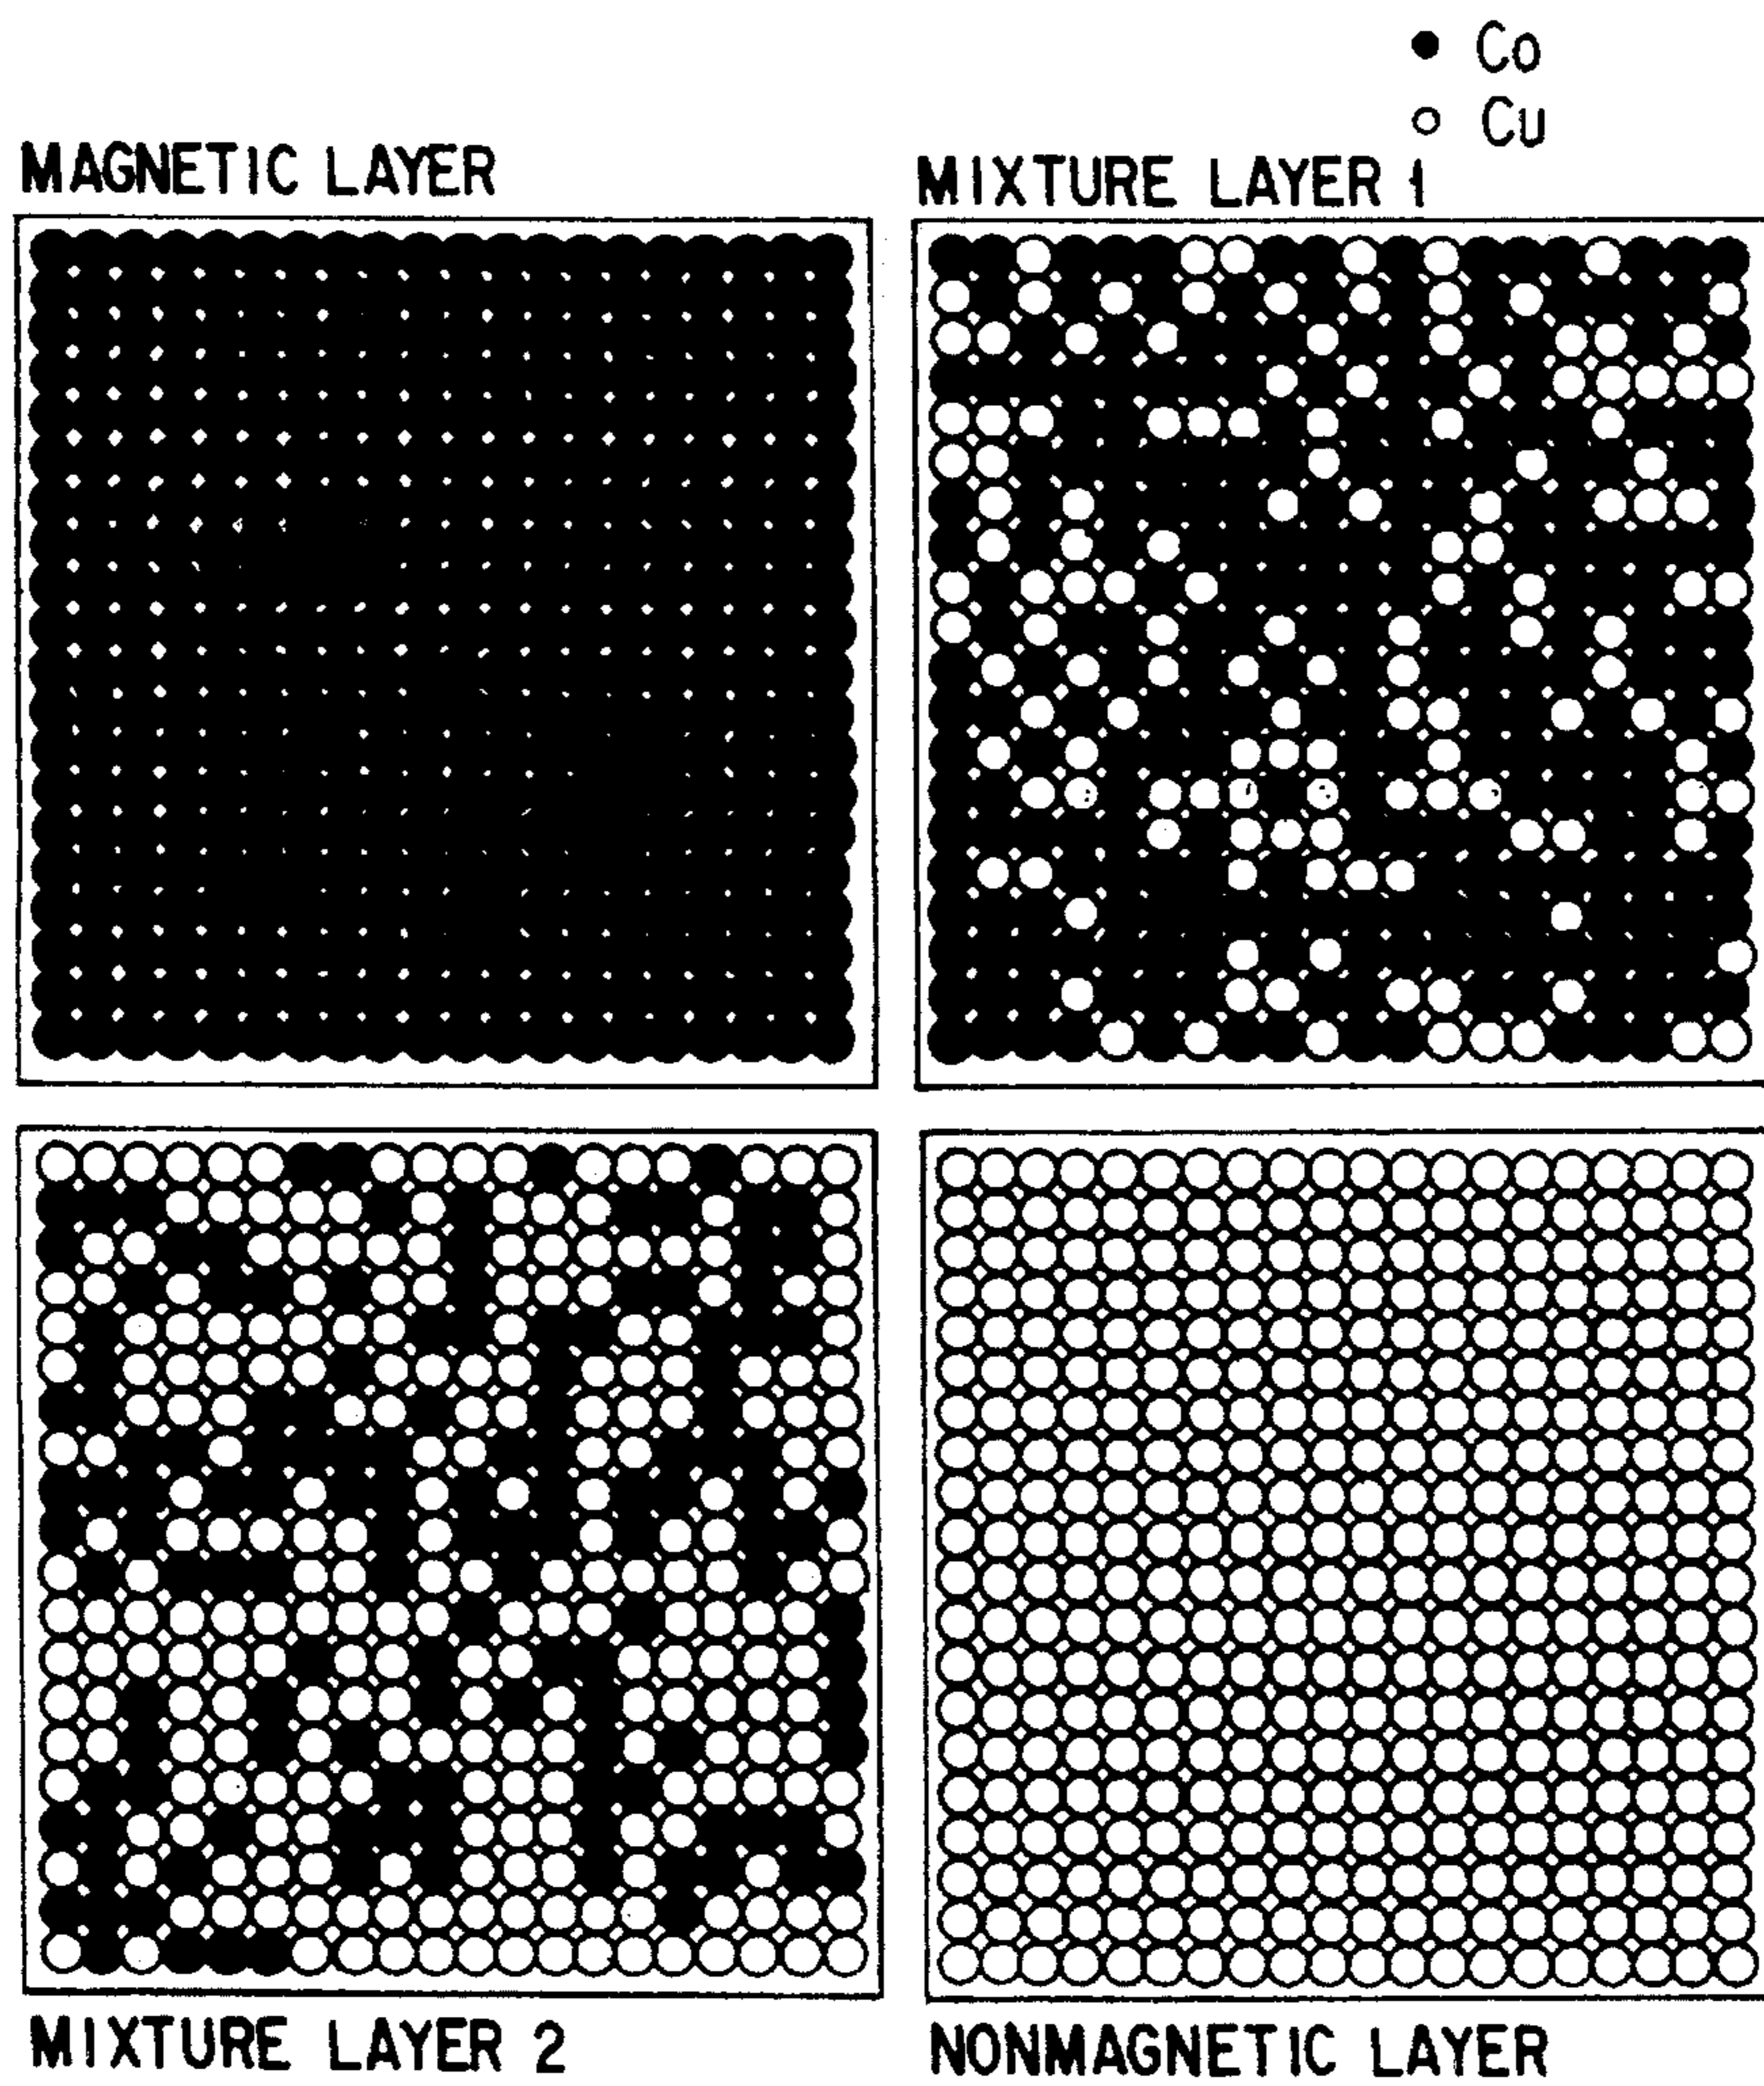 ● Co
○ Cu
MAGNETIC LAYER
MIXTURE LAYER 1
MIXTURE LAYER 2
NONMAGNETIC LAYER